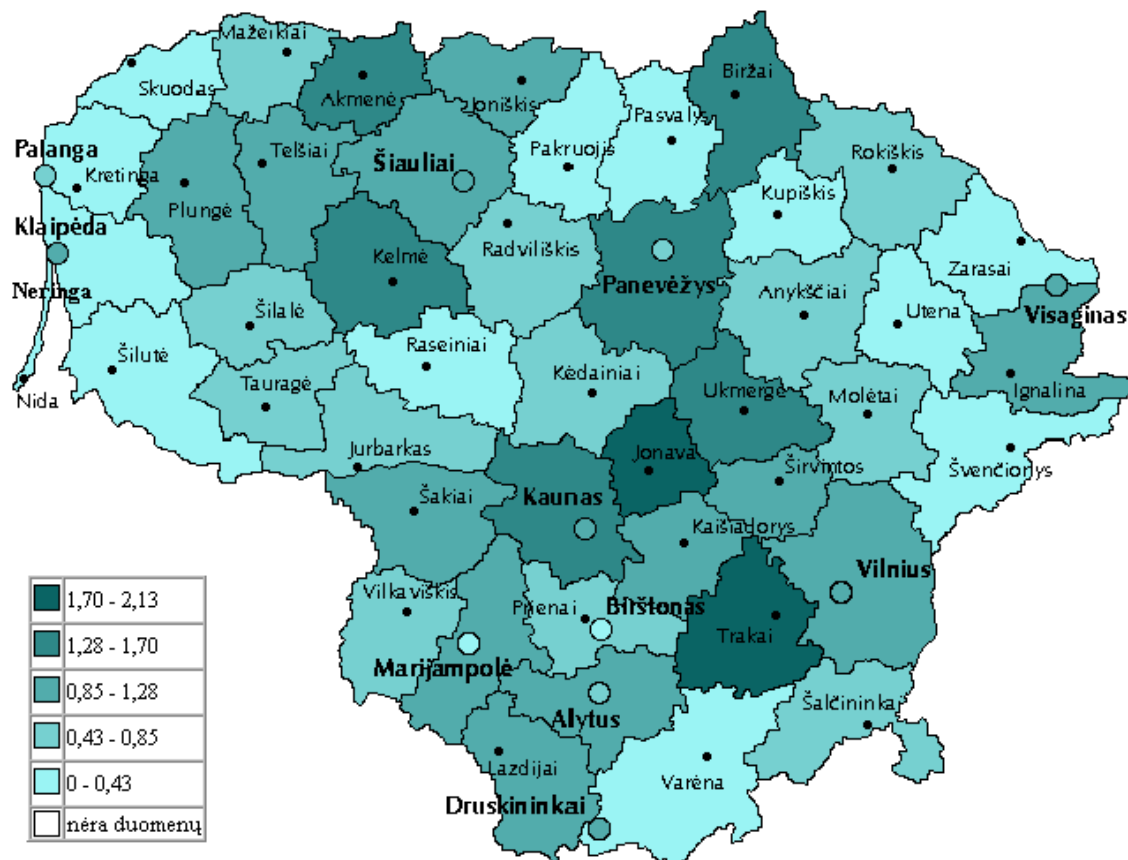 Mažeikiai
Skuodas
Akmenė
Joniškis
Biržai
Pasvalys
Pakruojis
Rokiškis
Palanga
Kretinga
Telšiai
Šiauliai
Plungė
Kupiškis
Klaipėda
Radviliškis
Kelmė
Zarasai
Neringa
Panevėžys
Anykščiai
Visaginas
Šilalė
Utena
Šilutė
Raseiniai
Kėdainiai
Tauragė
Nida
Ukmergė
Molėtai
Ignalina
Jurbarkas
Jonava
Širvintos
Švenčionys
Šakiai
Kaunas
Kaišiadorys
Vilnius
Vilkaviškis
Prienai
Birštonas
Trakai
Marijampolė
Alytus
Šalčininka
Lazdijai
Varėna
Druskininkai
1,70 - 2,13
1,28 - 1,70
0,85 - 1,28
0,43 - 0,85
0 - 0,43
nėra duomenų